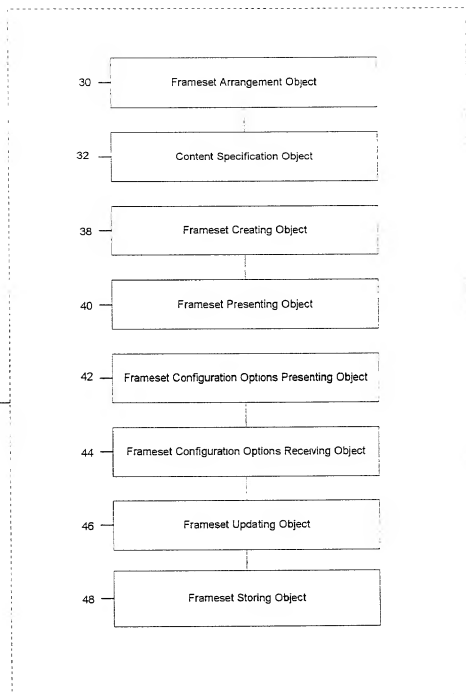 30 Frameset Arrangement Object
32 Content Specification Object
38 Frameset Creating Object
40 Frameset Presenting Object
42 Frameset Configuration Options Presenting Object
44 Frameset Configuration Options Receiving Object
46 Frameset Updating Object
48 Frameset Storing Object